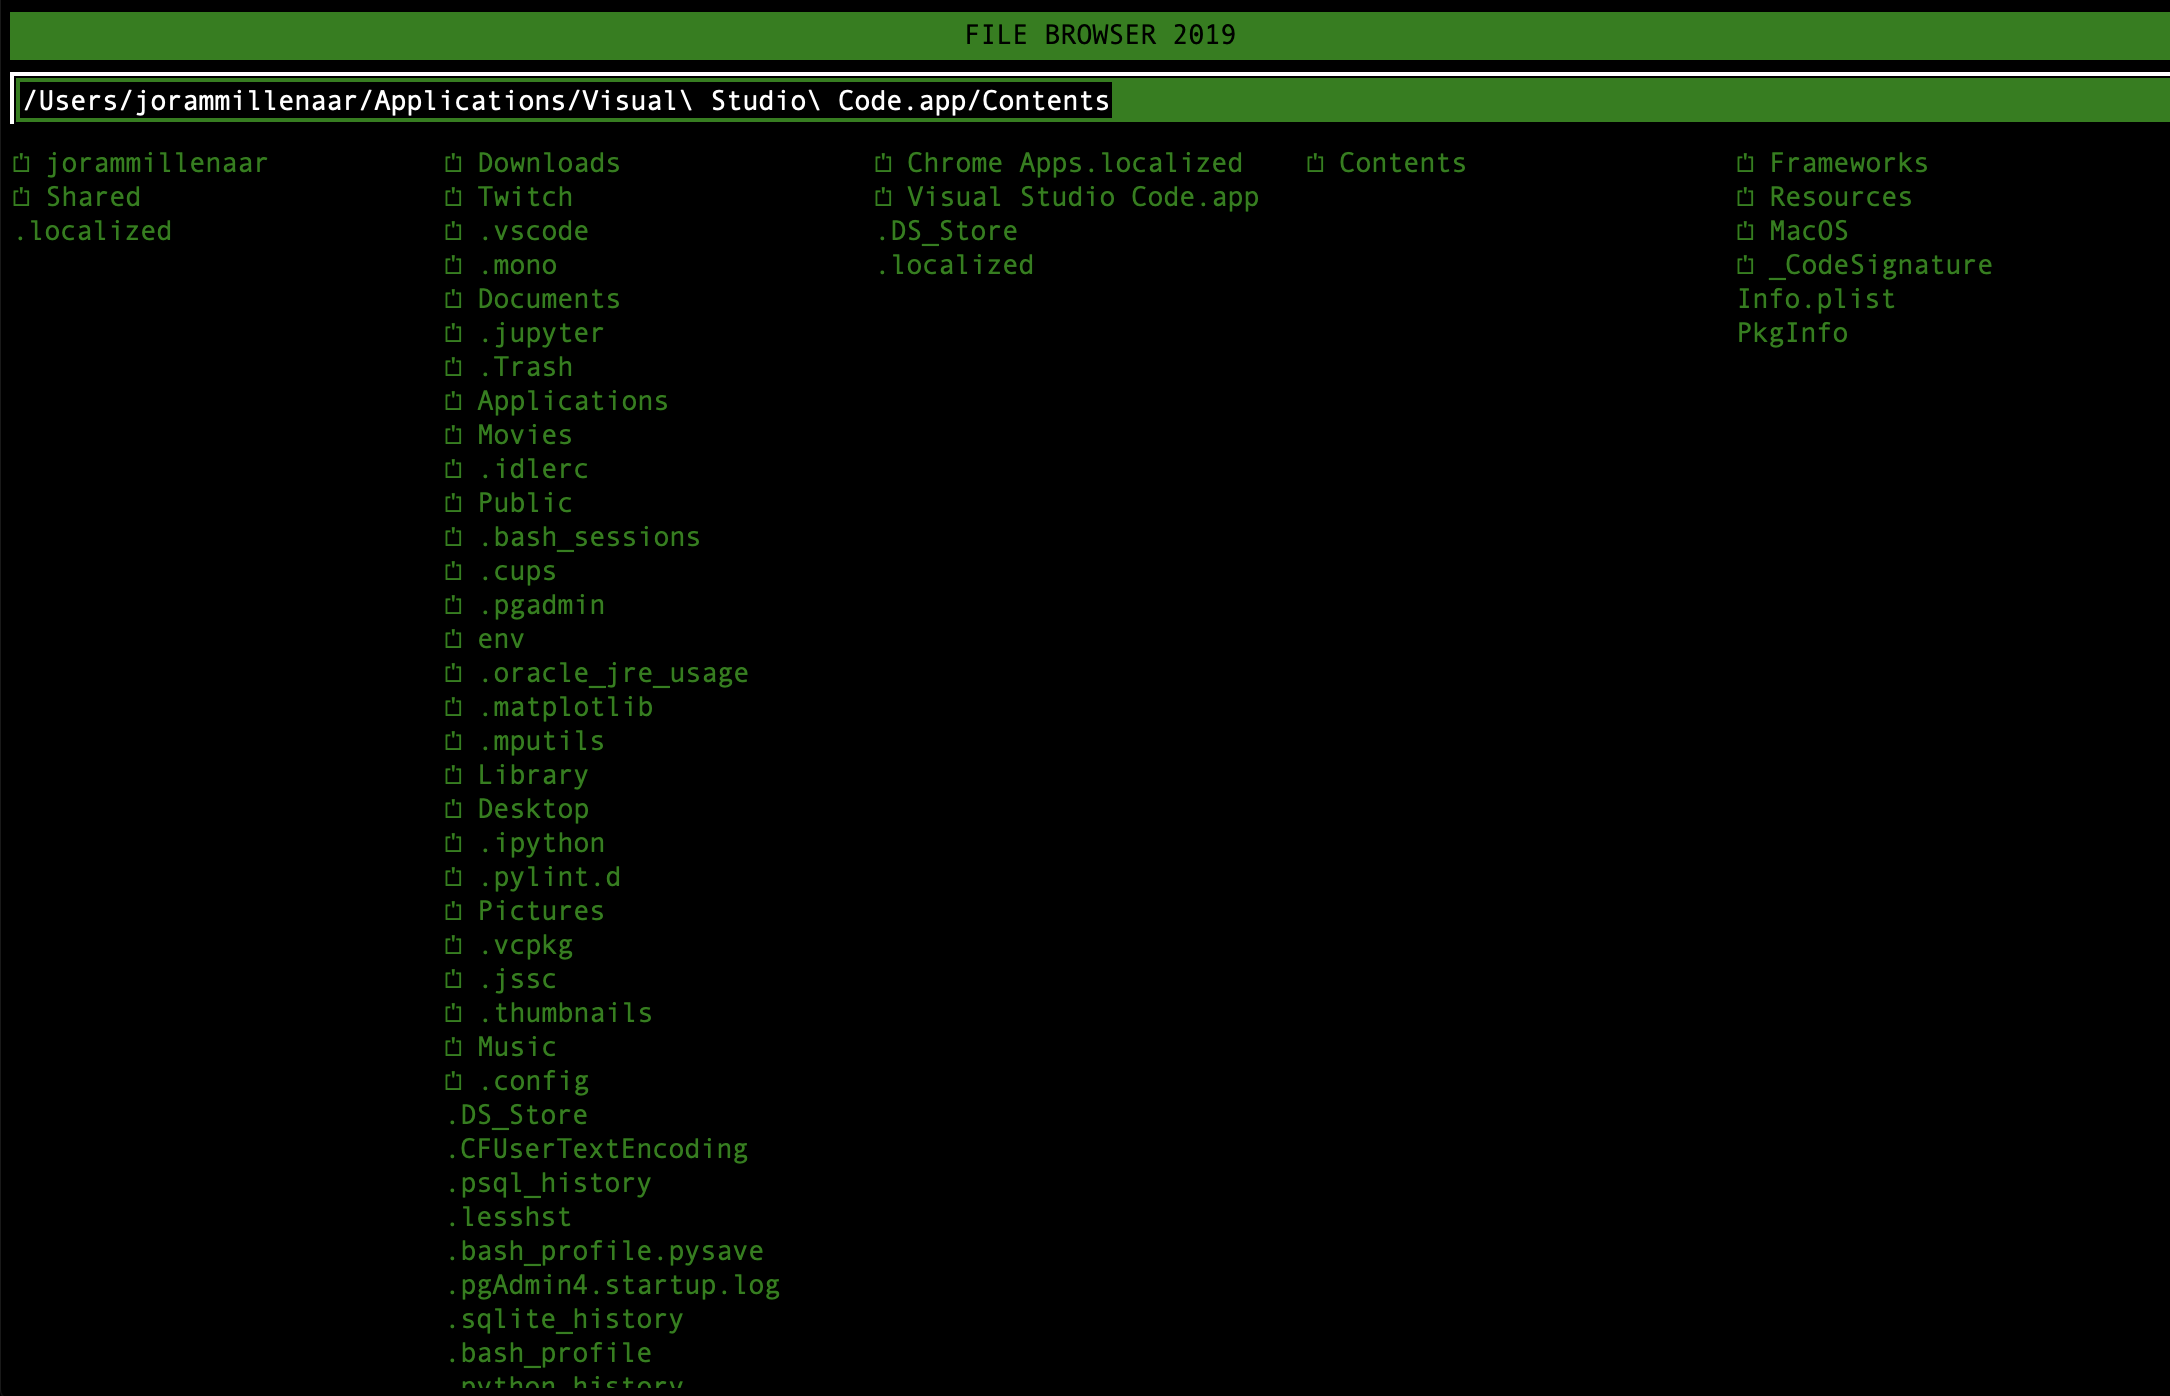 FILE BROWSER 2019
/Users/jorammillenaar/Applications/Visual\ Studio\ Code.app/Contents
jorammillenaar
Shared
.localized
Downloads
Twitch
.vscode
.mono
Documents
.jupyter
.Trash
Applications
Movies
.idlerc
Public
.bash_sessions
.cups
.pgadmin
env
.oracle_jre_usage
.matplotlib
.mputils
Library
Desktop
.ipython
.pylint.d
Pictures
.vcpkg
.jssc
.thumbnails
Music
.config
.DS_Store
.CFUserTextEncoding
.psql_history
.lesshst
.bash_profile.pysave
.pgAdmin4.startup.log
.sqlite_history
.bash_profile
.python_history
Chrome Apps.localized
Visual Studio Code.app
.DS_Store
.localized
Contents
Frameworks
Resources
MacOS
_CodeSignature
Info.plist
PkgInfo